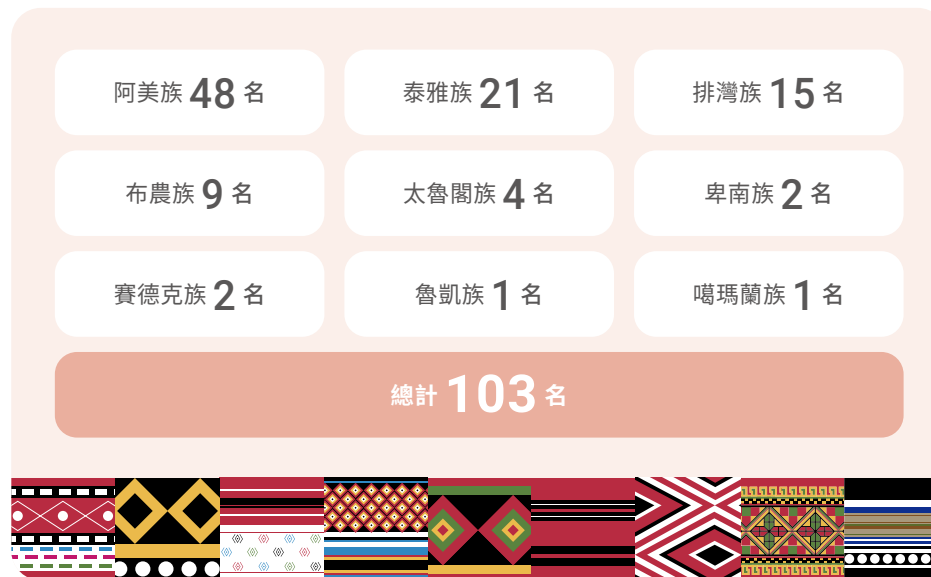 阿美族 48 名
泰雅族 21 名
排灣族 15 名
布農族 9 名
太魯閣族 4 名
卑南族 2 名
賽德克族 2 名
魯凱族 1 名
噶瑪蘭族 1 名
總計 103 名